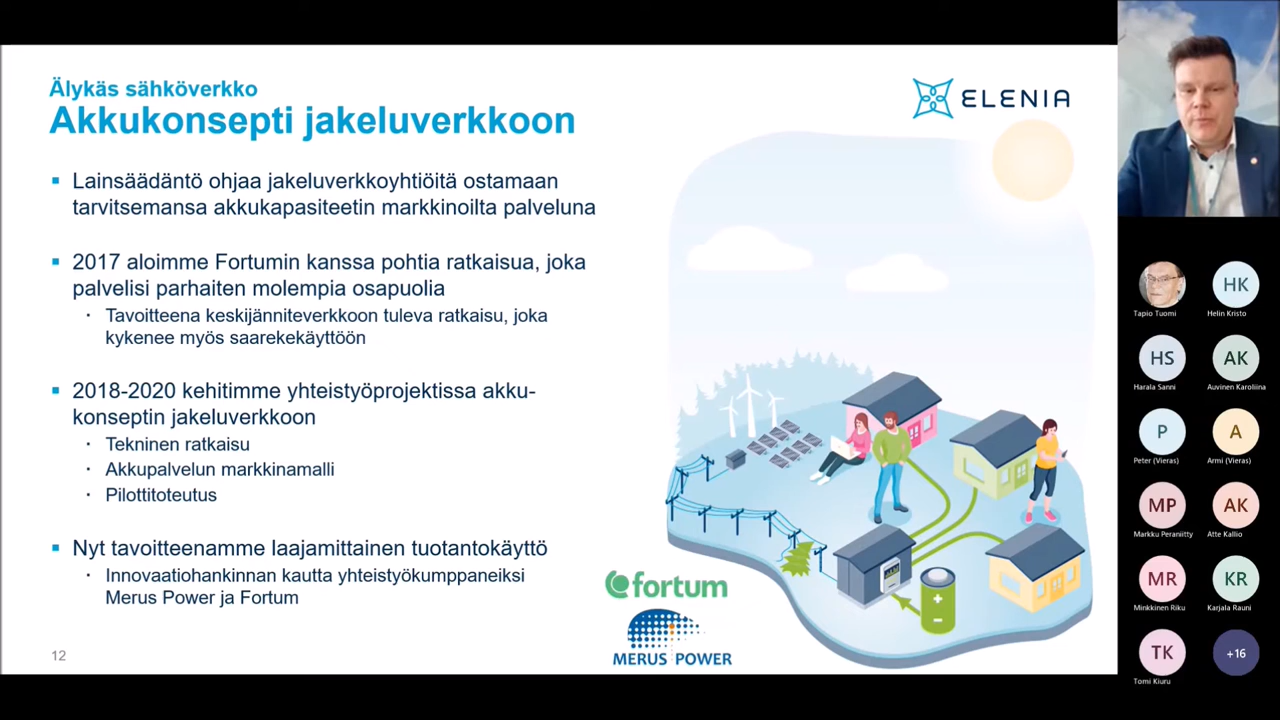 Älykäs sähköverkko
Akkukonsepti jakeluverkkoon
ELENIA
▪ Lainsäädäntö ohjaa jakeluverkkoyhtiöitä ostamaan
tarvitsemansa akkukapasiteetin markkinoilta palveluna
▪ 2017 aloimme Fortumin kanssa pohtia ratkaisua, joka
palvelisi parhaiten molempia osapuolia
· Tavoitteena keskijänniteverkkoon tuleva ratkaisu, joka
kykenee myös saarekekäyttöön
▪ 2018-2020 kehitimme yhteistyöprojektissa akku-
konseptin jakeluverkkoon
· Tekninen ratkaisu
· Akkupalvelun markkinamalli
· Pilottitoteutus
▪ Nyt tavoitteenamme laajamittainen tuotantokäyttö
· Innovaatiohankinnan kautta yhteistyökumppaneiksi
Merus Power ja Fortum
fortum
MERUS POWER
12
Tapio Tuomi
HK
Helin Kristo
HS
Harala Sanni
AK
Auvinen Karoliina
P
Peter (Vieras)
A
Armi (Vieras)
MP
Markku Peraniitty
AK
Atte Kallio
MR
Minkkinen Riku
KR
Karjala Rauni
TK
Tomi Kiuru
+16